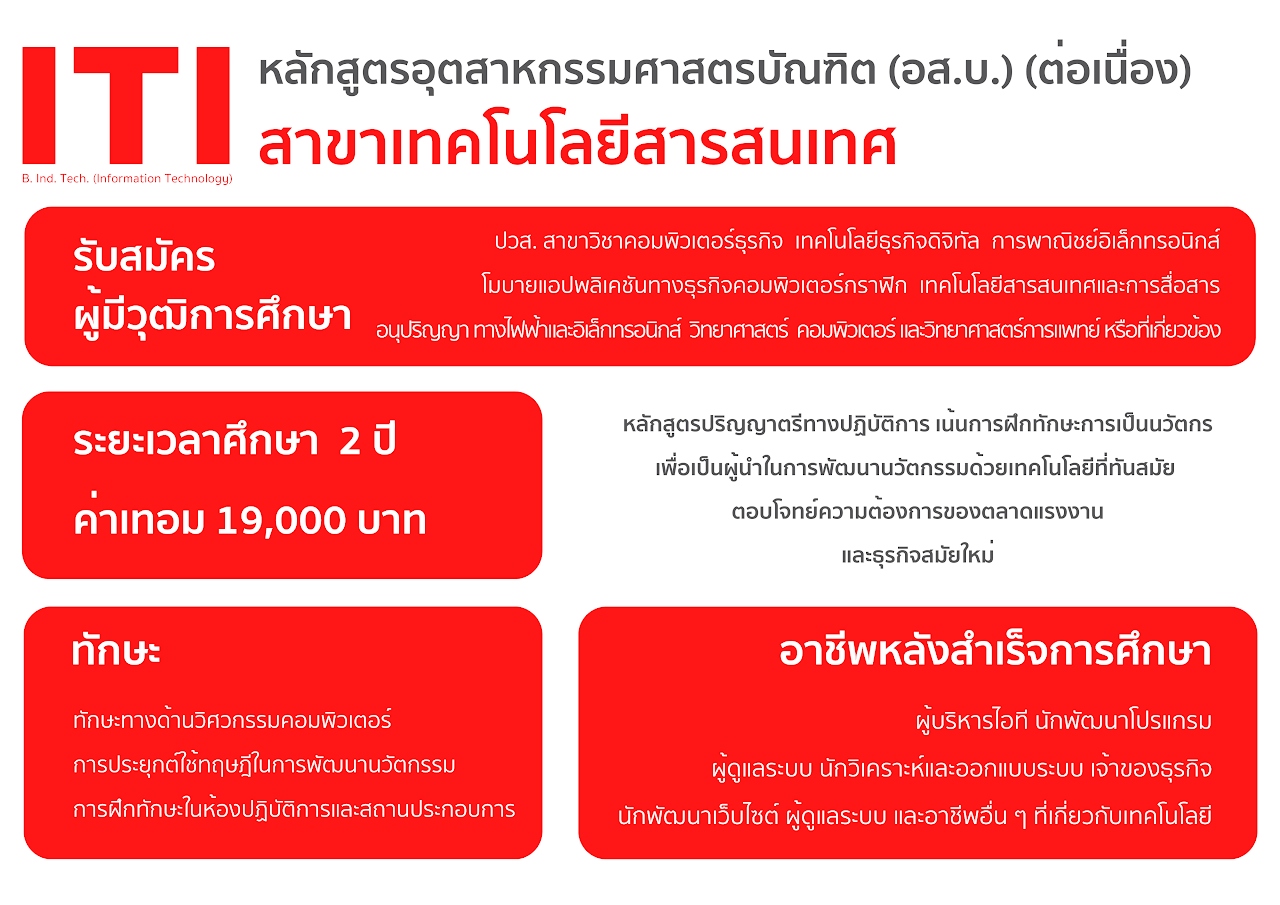 ITI
B. Ind. Tech. (Information Technology)
หลักสูตรอุตสาหกรรมศาสตรบัณฑิต (อส.บ.) (ต่อเนื่อง)
สาขาเทคโนโลยีสารสนเทศ
รับสมัคร
ผู้มีวุฒิการศึกษา
ปวส. สาขาวิชาคอมพิวเตอร์ธุรกิจ เทคโนโลยีธุรกิจดิจิทัล การพาณิชย์อิเล็กทรอนิกส์
โมบายแอปพลิเคชันทางธุรกิจคอมพิวเตอร์กราฟิก เทคโนโลยีสารสนเทศและการสื่อสาร
อนุปริญญา ทางไฟฟ้าและอิเล็กทรอนิกส์ วิทยาศาสตร์ คอมพิวเตอร์ และวิทยาศาสตร์การแพทย์ หรือที่เกี่ยวข้อง
ระยะเวลาศึกษา 2 ปี
ค่าเทอม 19,000 บาท
หลักสูตรปริญญาตรีทางปฏิบัติการ เน้นการฝึกทักษะการเป็นนวัตกร
เพื่อเป็นผู้นำในการพัฒนานวัตกรรมด้วยเทคโนโลยีที่ทันสมัย
ตอบโจทย์ความต้องการของตลาดแรงงาน
และธุรกิจสมัยใหม่
ทักษะ
ทักษะทางด้านวิศวกรรมคอมพิวเตอร์
การประยุกต์ใช้ทฤษฎีในการพัฒนานวัตกรรม
การฝึกทักษะในห้องปฏิบัติการและสถานประกอบการ
อาชีพหลังสำเร็จการศึกษา
ผู้บริหารไอที นักพัฒนาโปรแกรม
ผู้ดูแลระบบ นักวิเคราะห์และออกแบบระบบ เจ้าของธุรกิจ
นักพัฒนาเว็บไซต์ ผู้ดูแลระบบ และอาชีพอื่น ๆ ที่เกี่ยวกับเทคโนโลยี